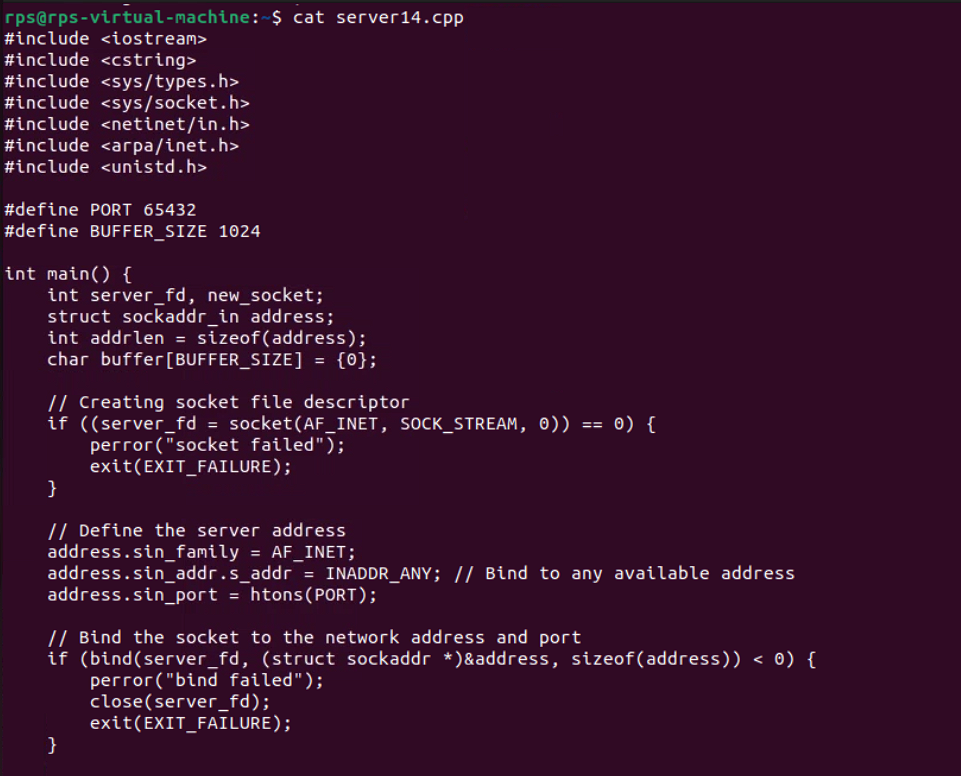 rps@rps-virtual-machine:~$ cat server14.cpp
#include <iostream>
#include <cstring>
#include <sys/types.h>
#include <sys/socket.h>
#include <netinet/in.h>
#include <arpa/inet.h>
#include <unistd.h>

#define PORT 65432
#define BUFFER_SIZE 1024

int main() {
    int server_fd, new_socket;
    struct sockaddr_in address;
    int addrlen = sizeof(address);
    char buffer[BUFFER_SIZE] = {0};

    // Creating socket file descriptor
    if ((server_fd = socket(AF_INET, SOCK_STREAM, 0)) == 0) {
        perror("socket failed");
        exit(EXIT_FAILURE);
    }

    // Define the server address
    address.sin_family = AF_INET;
    address.sin_addr.s_addr = INADDR_ANY; // Bind to any available address
    address.sin_port = htons(PORT);

    // Bind the socket to the network address and port
    if (bind(server_fd, (struct sockaddr *)&address, sizeof(address)) < 0) {
        perror("bind failed");
        close(server_fd);
        exit(EXIT_FAILURE);
    }